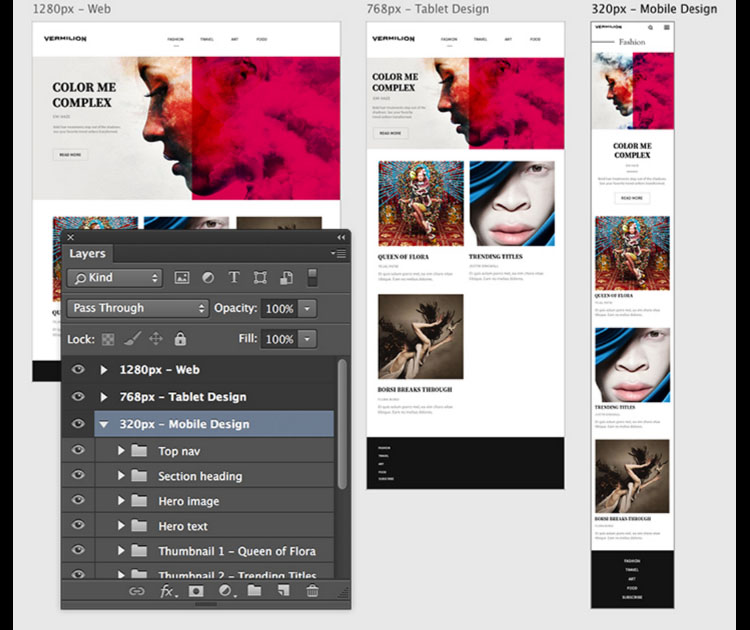 1280px - Web
VERMILION
FASHION
TRAVEL
ART
FOOD
COLOR ME
COMPLEX
READ MORE
768px - Tablet Design
VERMILION
FASHION
TRAVEL
ART
FOOD
COLOR ME
COMPLEX
READ MORE
QUEEN OF FLORA
TRENDING TITLES
BORSI BREAKS THROUGH
FASHION
TRAVEL
ART
FOOD
SUBSCRIBE
320px - Mobile Design
VERMILION
Fashion
COLOR ME
COMPLEX
READ MORE
QUEEN OF FLORA
TRENDING TITLES
BORSI BREAKS THROUGH
FASHION
TRAVEL
ART
FOOD
SUBSCRIBE
Layers
Kind
Pass Through
Opacity: 100%
Lock:
Fill: 100%
1280px - Web
768px - Tablet Design
320px - Mobile Design
Top nav
Section heading
Hero image
Hero text
Thumbnail 1 - Queen of Flora
Thumbnail 2 - Trending Titles
fx